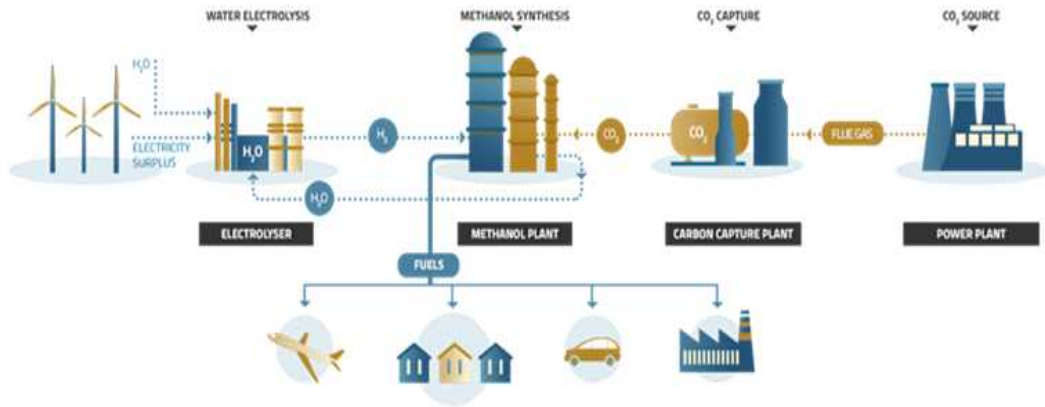 WATER ELECTROLYSIS
METHANOL SYNTHESIS
CO₂ CAPTURE
CO₂ SOURCE
H₂O
ELECTRICITY
SURPLUS
H₂O
H₂
CO₂
CO₂
FLUE GAS
H₂O
ELECTROLYSER
METHANOL PLANT
CARBON CAPTURE PLANT
POWER PLANT
FUELS